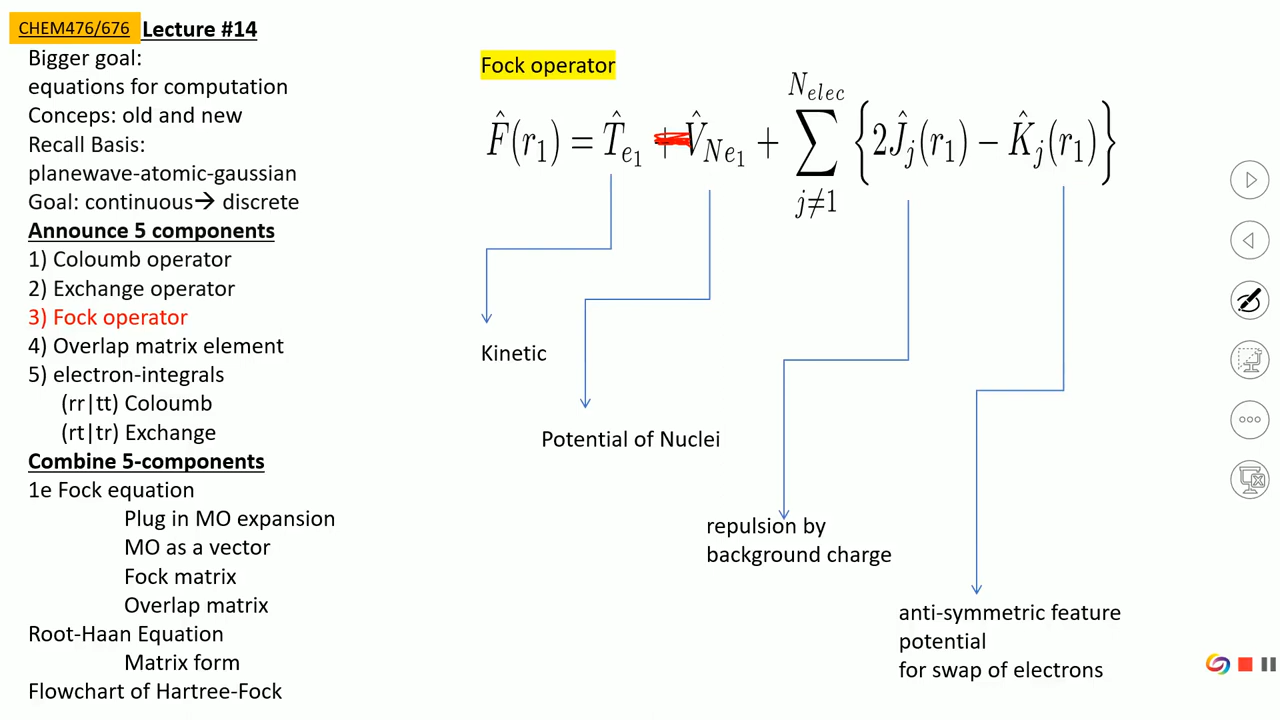 CHEM476/676 Lecture #14
Bigger goal:
equations for computation
Conceps: old and new
Recall Basis:
planewave-atomic-gaussian
Goal: continuous→ discrete
Announce 5 components
1) Coloumb operator
2) Exchange operator
3) Fock operator
4) Overlap matrix element
5) electron-integrals
(rr|tt) Coloumb
(rt|tr) Exchange
Combine 5-components
1e Fock equation
Plug in MO expansion
MO as a vector
Fock matrix
Overlap matrix
Root-Haan Equation
Matrix form
Flowchart of Hartree-Fock
Fock operator
F̂(r₁) = T̂_{e₁} + V̂_{Ne₁} + ∑_{j≠1}^{N_{elec}} {2Ĵ_j(r₁) − K̂_j(r₁)}
Kinetic
Potential of Nuclei
repulsion by
background charge
anti-symmetric feature
potential
for swap of electrons